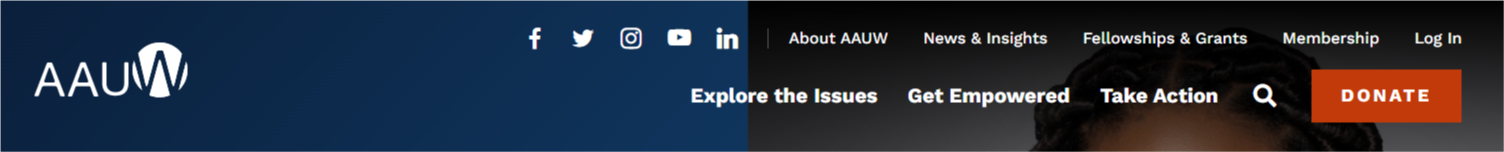 About AAUW News & Insights Fellowships & Grants Membership Log In
AAUW
Explore the Issues Get Empowered Take Action DONATE